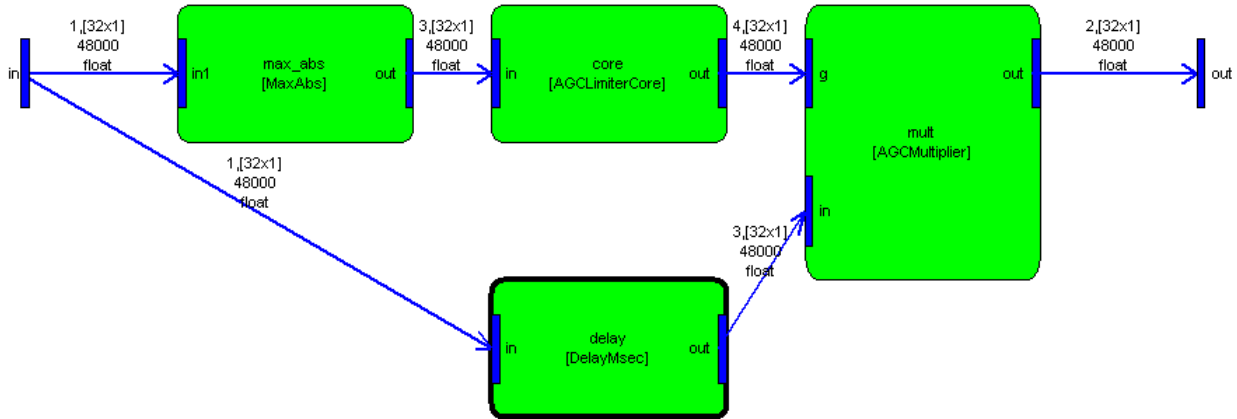 1,[32x1]
48000
float
3,[32x1]
48000
float
4,[32x1]
48000
float
2,[32x1]
48000
float
in
in1
max_abs
[MaxAbs]
out
in
core
[AGCLimiterCore]
out
g
out
mult
[AGCMultiplier]
in
out
1,[32x1]
48000
float
3,[32x1]
48000
float
in
delay
[DelayMsec]
out